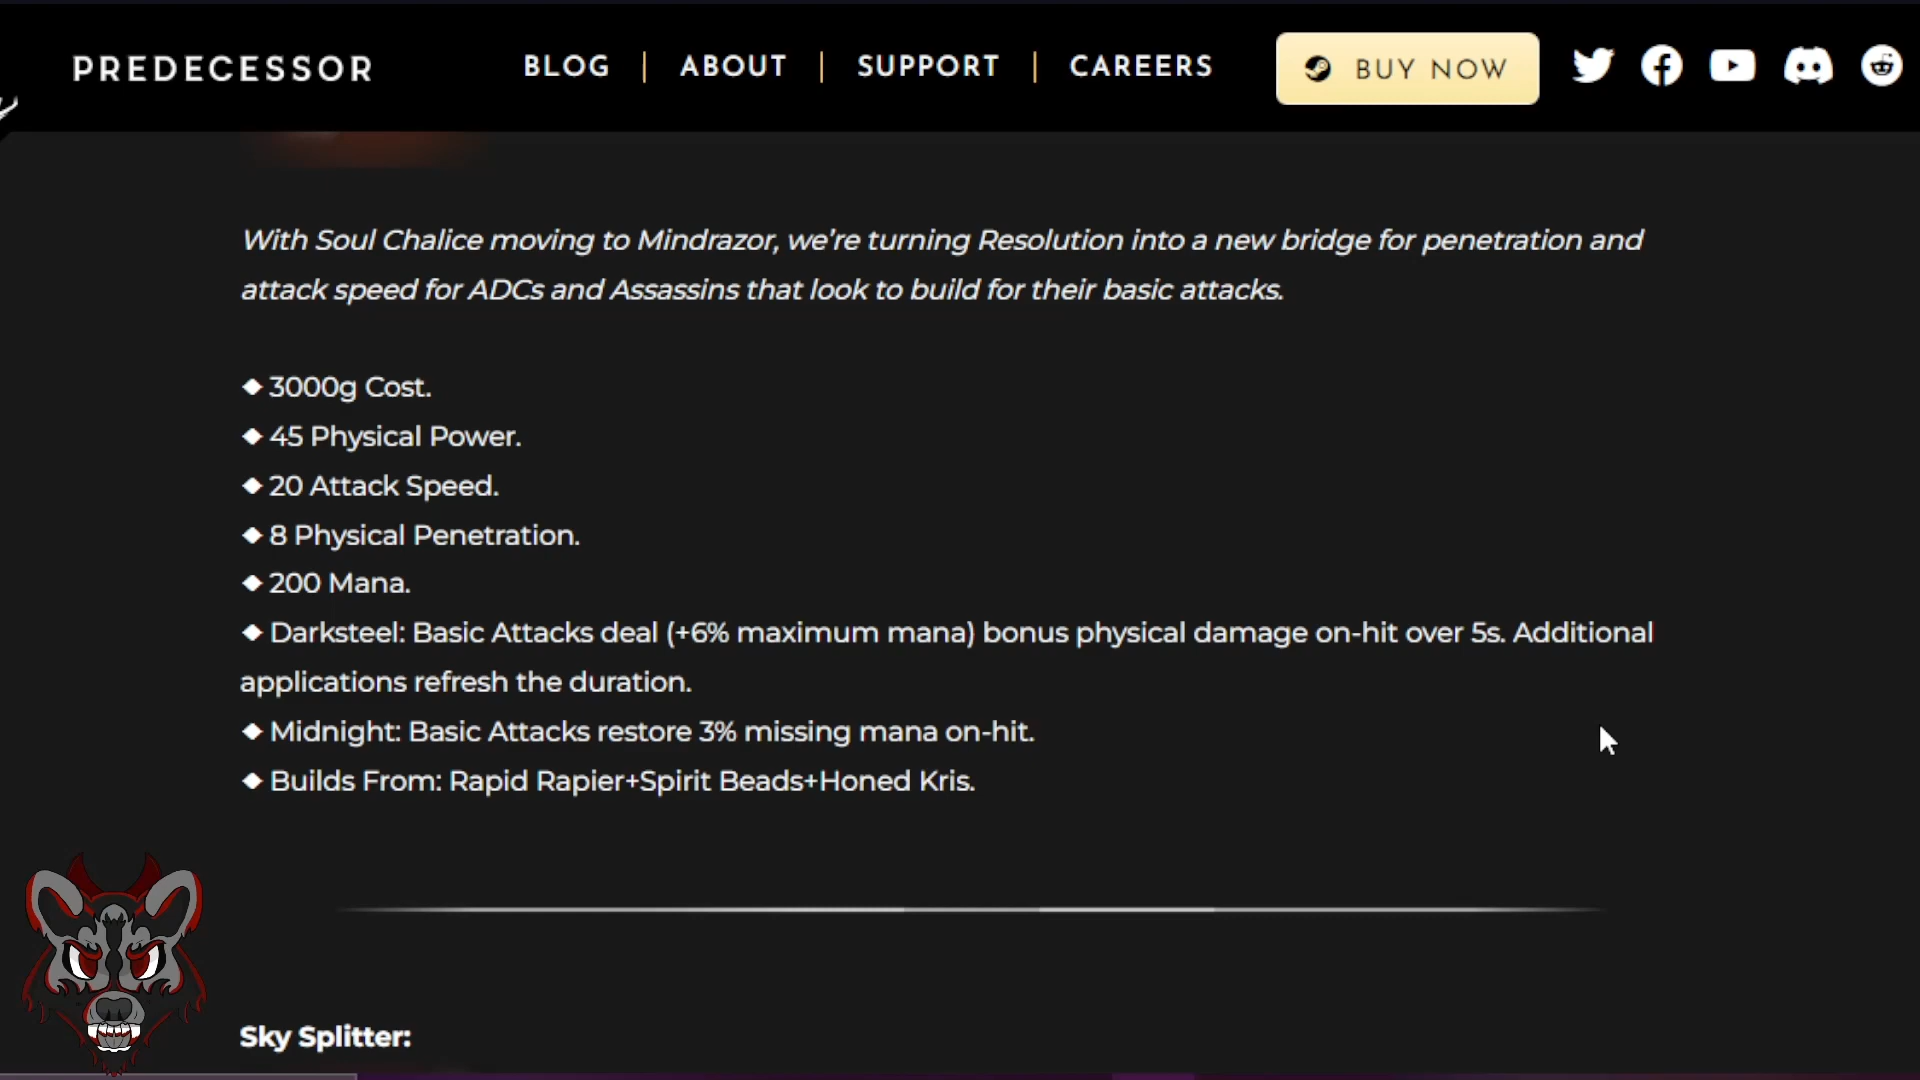 PREDECESSOR
BLOG | ABOUT | SUPPORT | CAREERS
BUY NOW
With Soul Chalice moving to Mindrazor, we're turning Resolution into a new bridge for penetration and
attack speed for ADCs and Assassins that look to build for their basic attacks.
◆ 3000g Cost.
◆ 45 Physical Power.
◆ 20 Attack Speed.
◆ 8 Physical Penetration.
◆ 200 Mana.
◆ Darksteel: Basic Attacks deal (+6% maximum mana) bonus physical damage on-hit over 5s. Additional
applications refresh the duration.
◆ Midnight: Basic Attacks restore 3% missing mana on-hit.
◆ Builds From: Rapid Rapier+Spirit Beads+Honed Kris.
Sky Splitter: